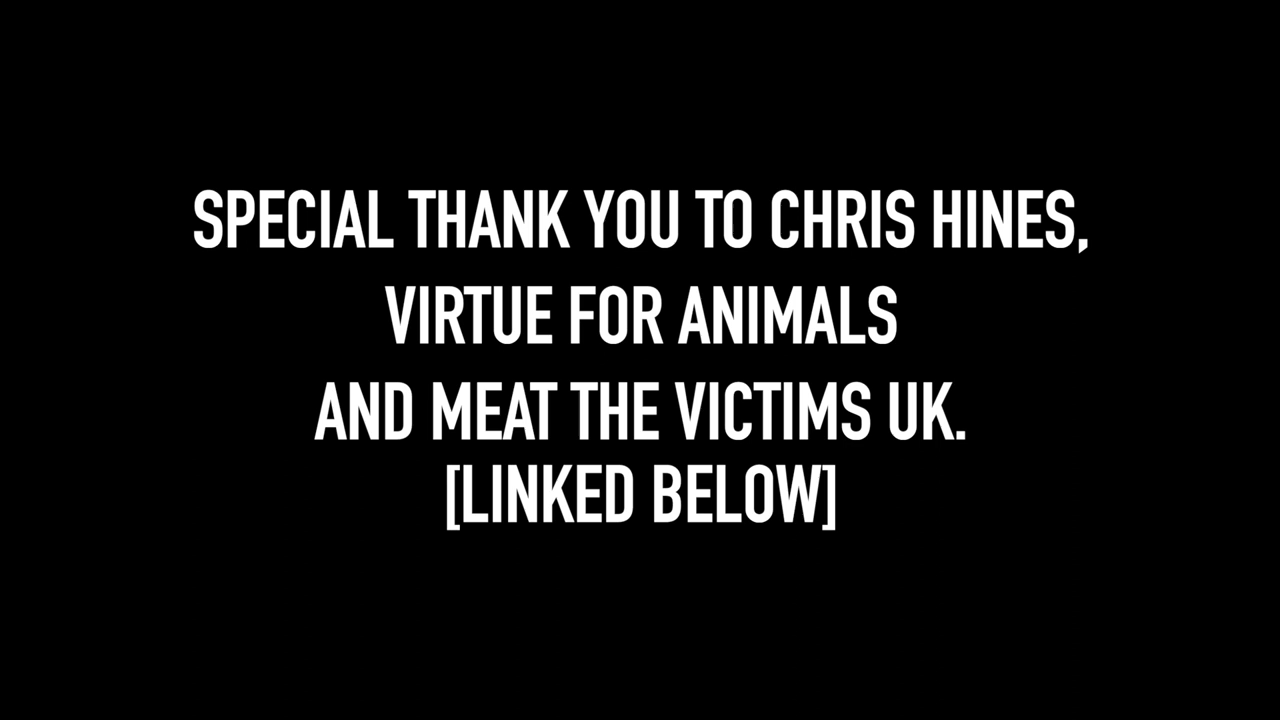 SPECIAL THANK YOU TO CHRIS HINES,
VIRTUE FOR ANIMALS
AND MEAT THE VICTIMS UK.
[LINKED BELOW]